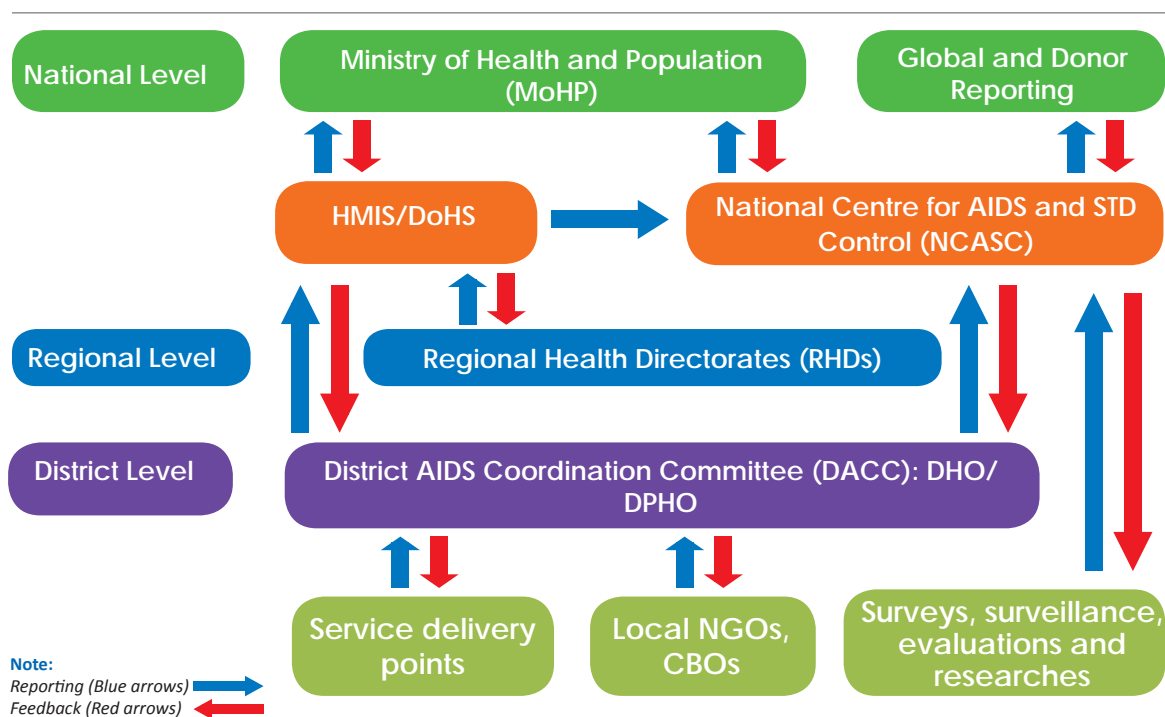 National Level
Ministry of Health and Population
(MoHP)
Global and Donor
Reporting
HMIS/DoHS
National Centre for AIDS and STD
Control (NCASC)
Regional Level
Regional Health Directorates (RHDs)
District Level
District AIDS Coordination Committee (DACC): DHO/
DPHO
Service delivery
points
Local NGOs,
CBOs
Surveys, surveillance,
evaluations and
researches
Note:
Reporting (Blue arrows)
Feedback (Red arrows)